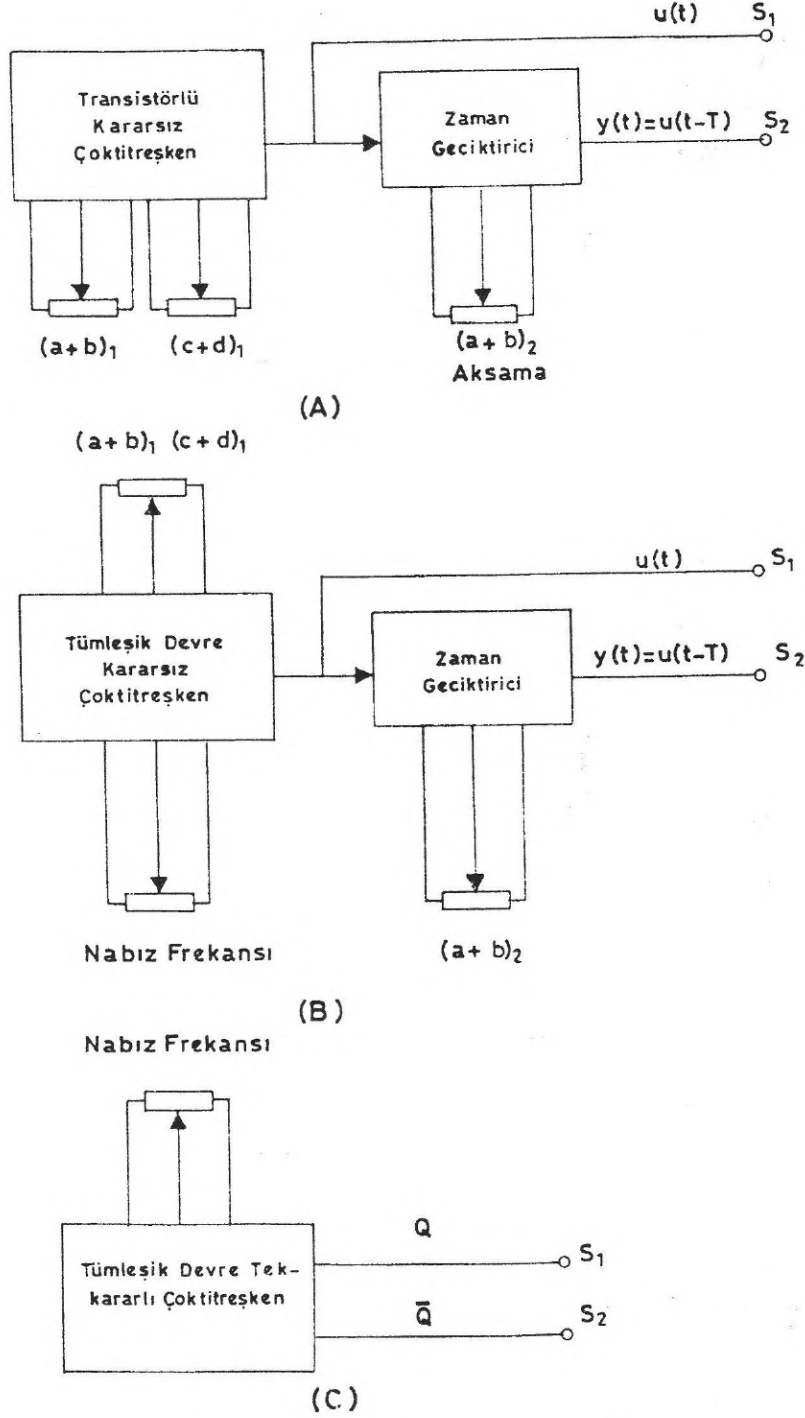 u(t) S1
Transistörlü
Kararsız
Çoktitreşken
Zaman
Geciktirici
y(t)=u(t-T) S2
(a+b)1 (c+d)1
(a+b)2
Aksama
(A)
(a+b)1 (c+d)1
u(t) S1
Tümleşik Devre
Kararsız
Çoktitreşken
Zaman
Geciktirici
y(t)=u(t-T) S2
Nabız Frekansı
(a+b)2
(B)
Nabız Frekansı
Tümleşik Devre Tek-
kararlı Çoktitreşken
Q S1
Q̅ S2
(C)